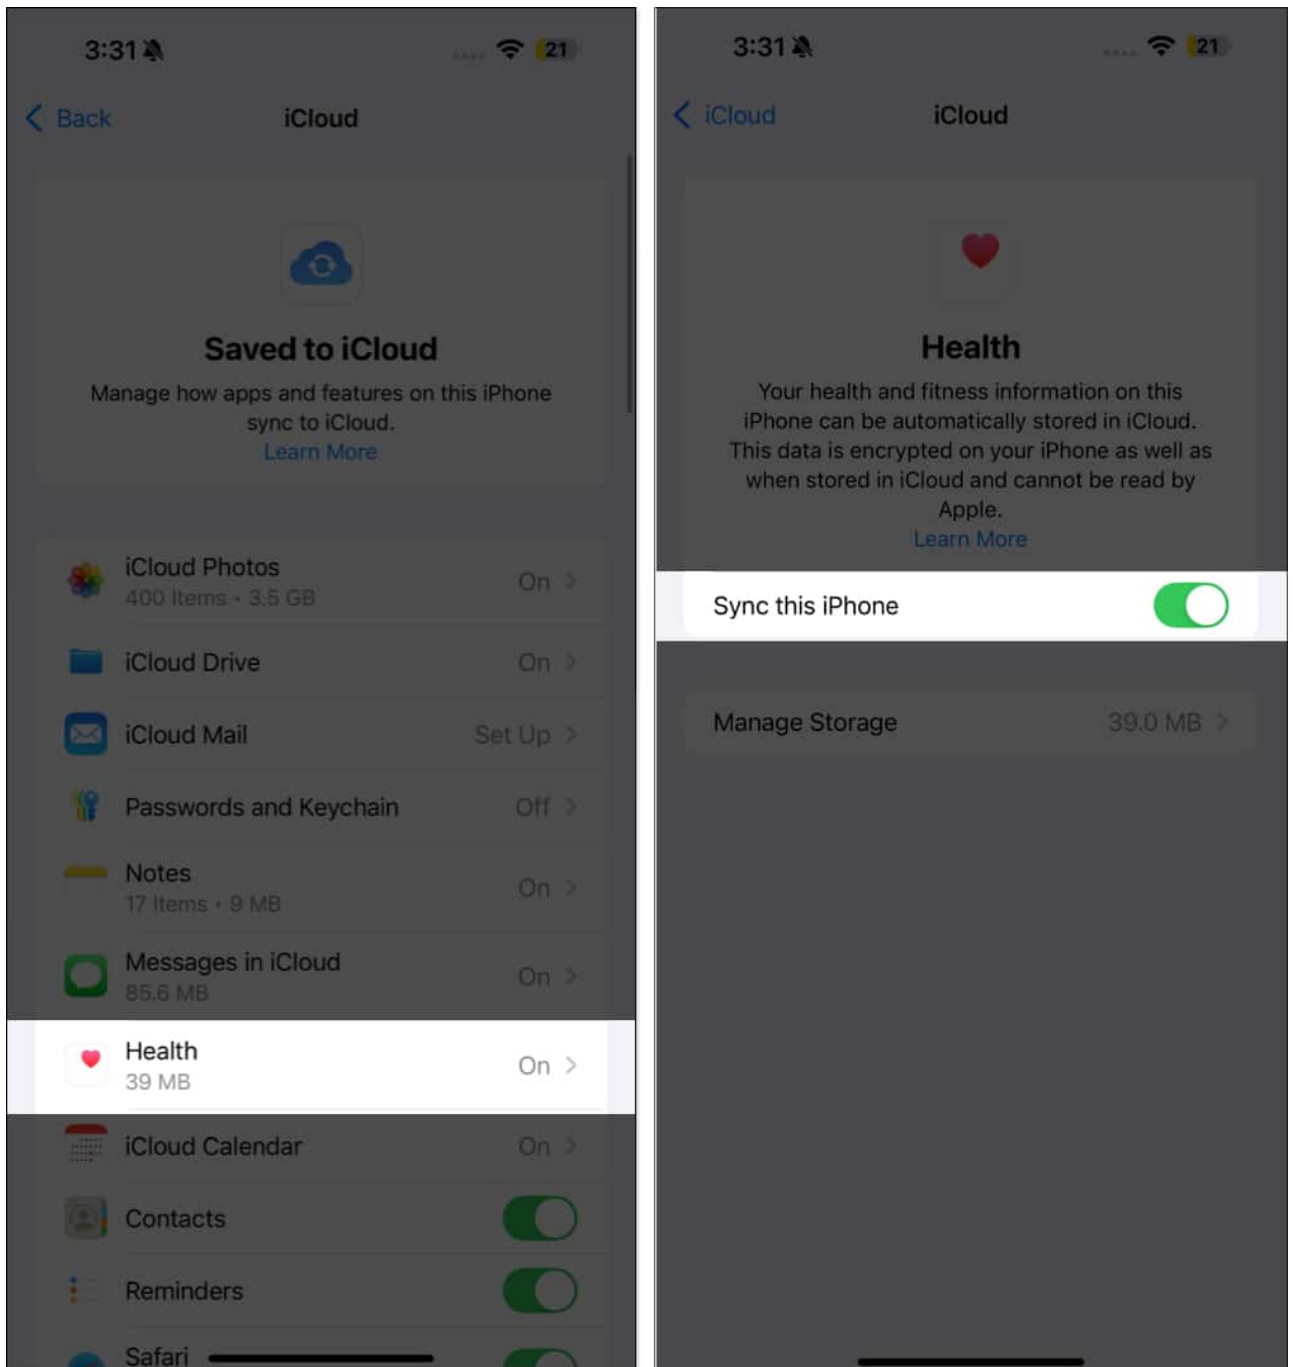 3:31
21
Back
iCloud
Saved to iCloud
Manage how apps and features on this iPhone
sync to iCloud.
Learn More
iCloud Photos
400 Items • 3.5 GB
On
iCloud Drive
On
iCloud Mail
Set Up
Passwords and Keychain
Off
Notes
17 Items • 9 MB
On
Messages in iCloud
85.6 MB
On
Health
39 MB
On
iCloud Calendar
On
Contacts
Reminders
Safari
3:31
21
iCloud
iCloud
Health
Your health and fitness information on this
iPhone can be automatically stored in iCloud.
This data is encrypted on your iPhone as well as
when stored in iCloud and cannot be read by
Apple.
Learn More
Sync this iPhone
Manage Storage
39.0 MB